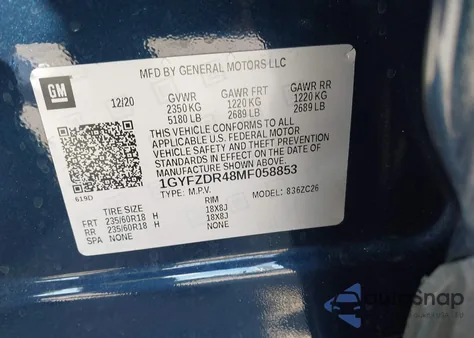 MFD BY GENERAL MOTORS LLC
GM
12/20 GVWR GAWR FRT GAWR RR
2350 KG 1220 KG 1220 KG
5180 LB 2689 LB 2689 LB
THIS VEHICLE CONFORMS TO ALL
APPLICABLE U.S. FEDERAL MOTOR
VEHICLE SAFETY AND THEFT PREVENTION
STANDARDS IN EFFECT ON THE DATE OF
MANUFACTURE SHOWN ABOVE.
1GYFZDR48MF058853
619D TYPE: M.P.V. MODEL: 836ZC26
TIRE SIZE RIM
FRT 235/60R18 H 18X8J
RR 235/60R18 H 18X8J
SPA NONE NONE
autoSnap